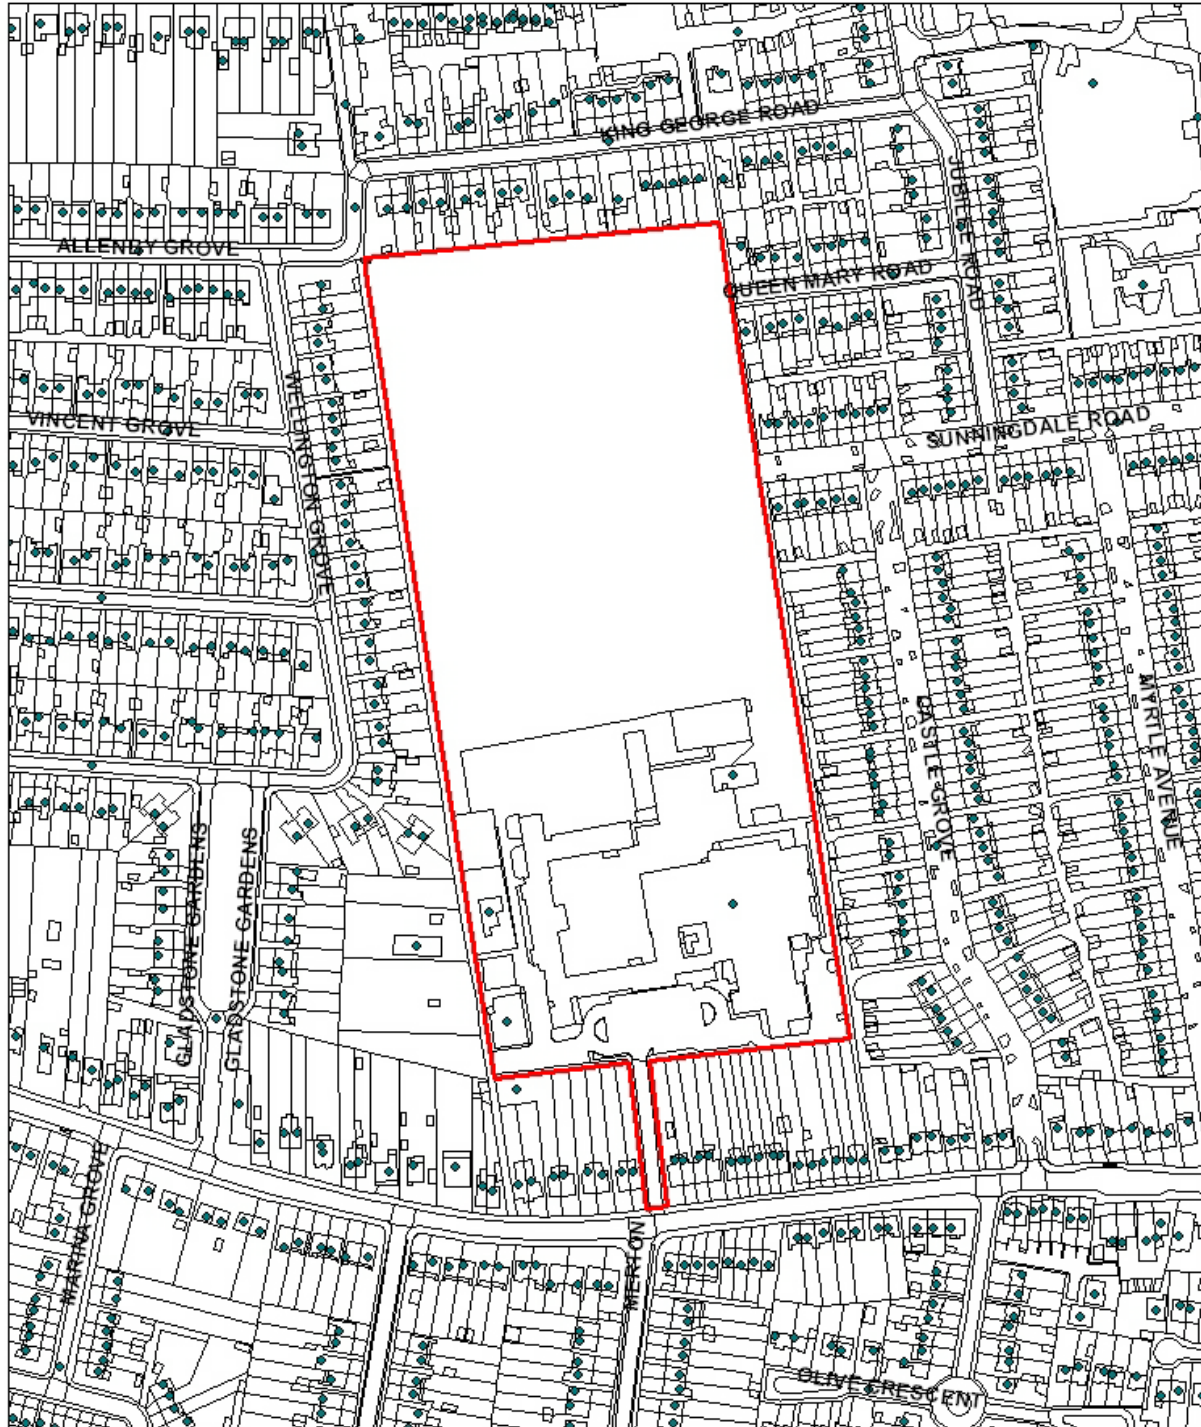 KING GEORGE ROAD
JUBILEE ROAD
ALLENBY GROVE
QUEEN MARY ROAD
WELLINGTON GROVE
VINCENT GROVE
SUNNINGDALE ROAD
CASTLE GROVE
MYRTLE AVENUE
GLADSTONE GARDENS
GLADSTONE GARDENS
MARINA GROVE
MERTON
OLIVE CRESCENT